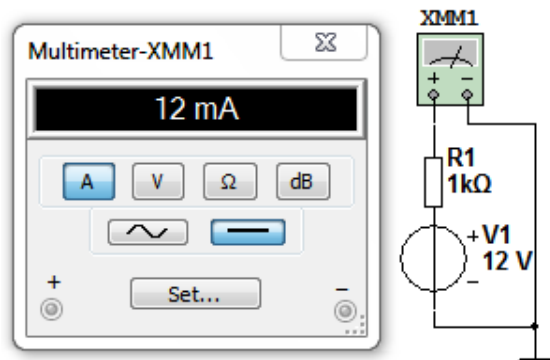 Multimeter-XMM1
12 mA
A V Ω dB
+ Set... −
XMM1
+ −
R1
1kΩ
+ V1
12 V
−